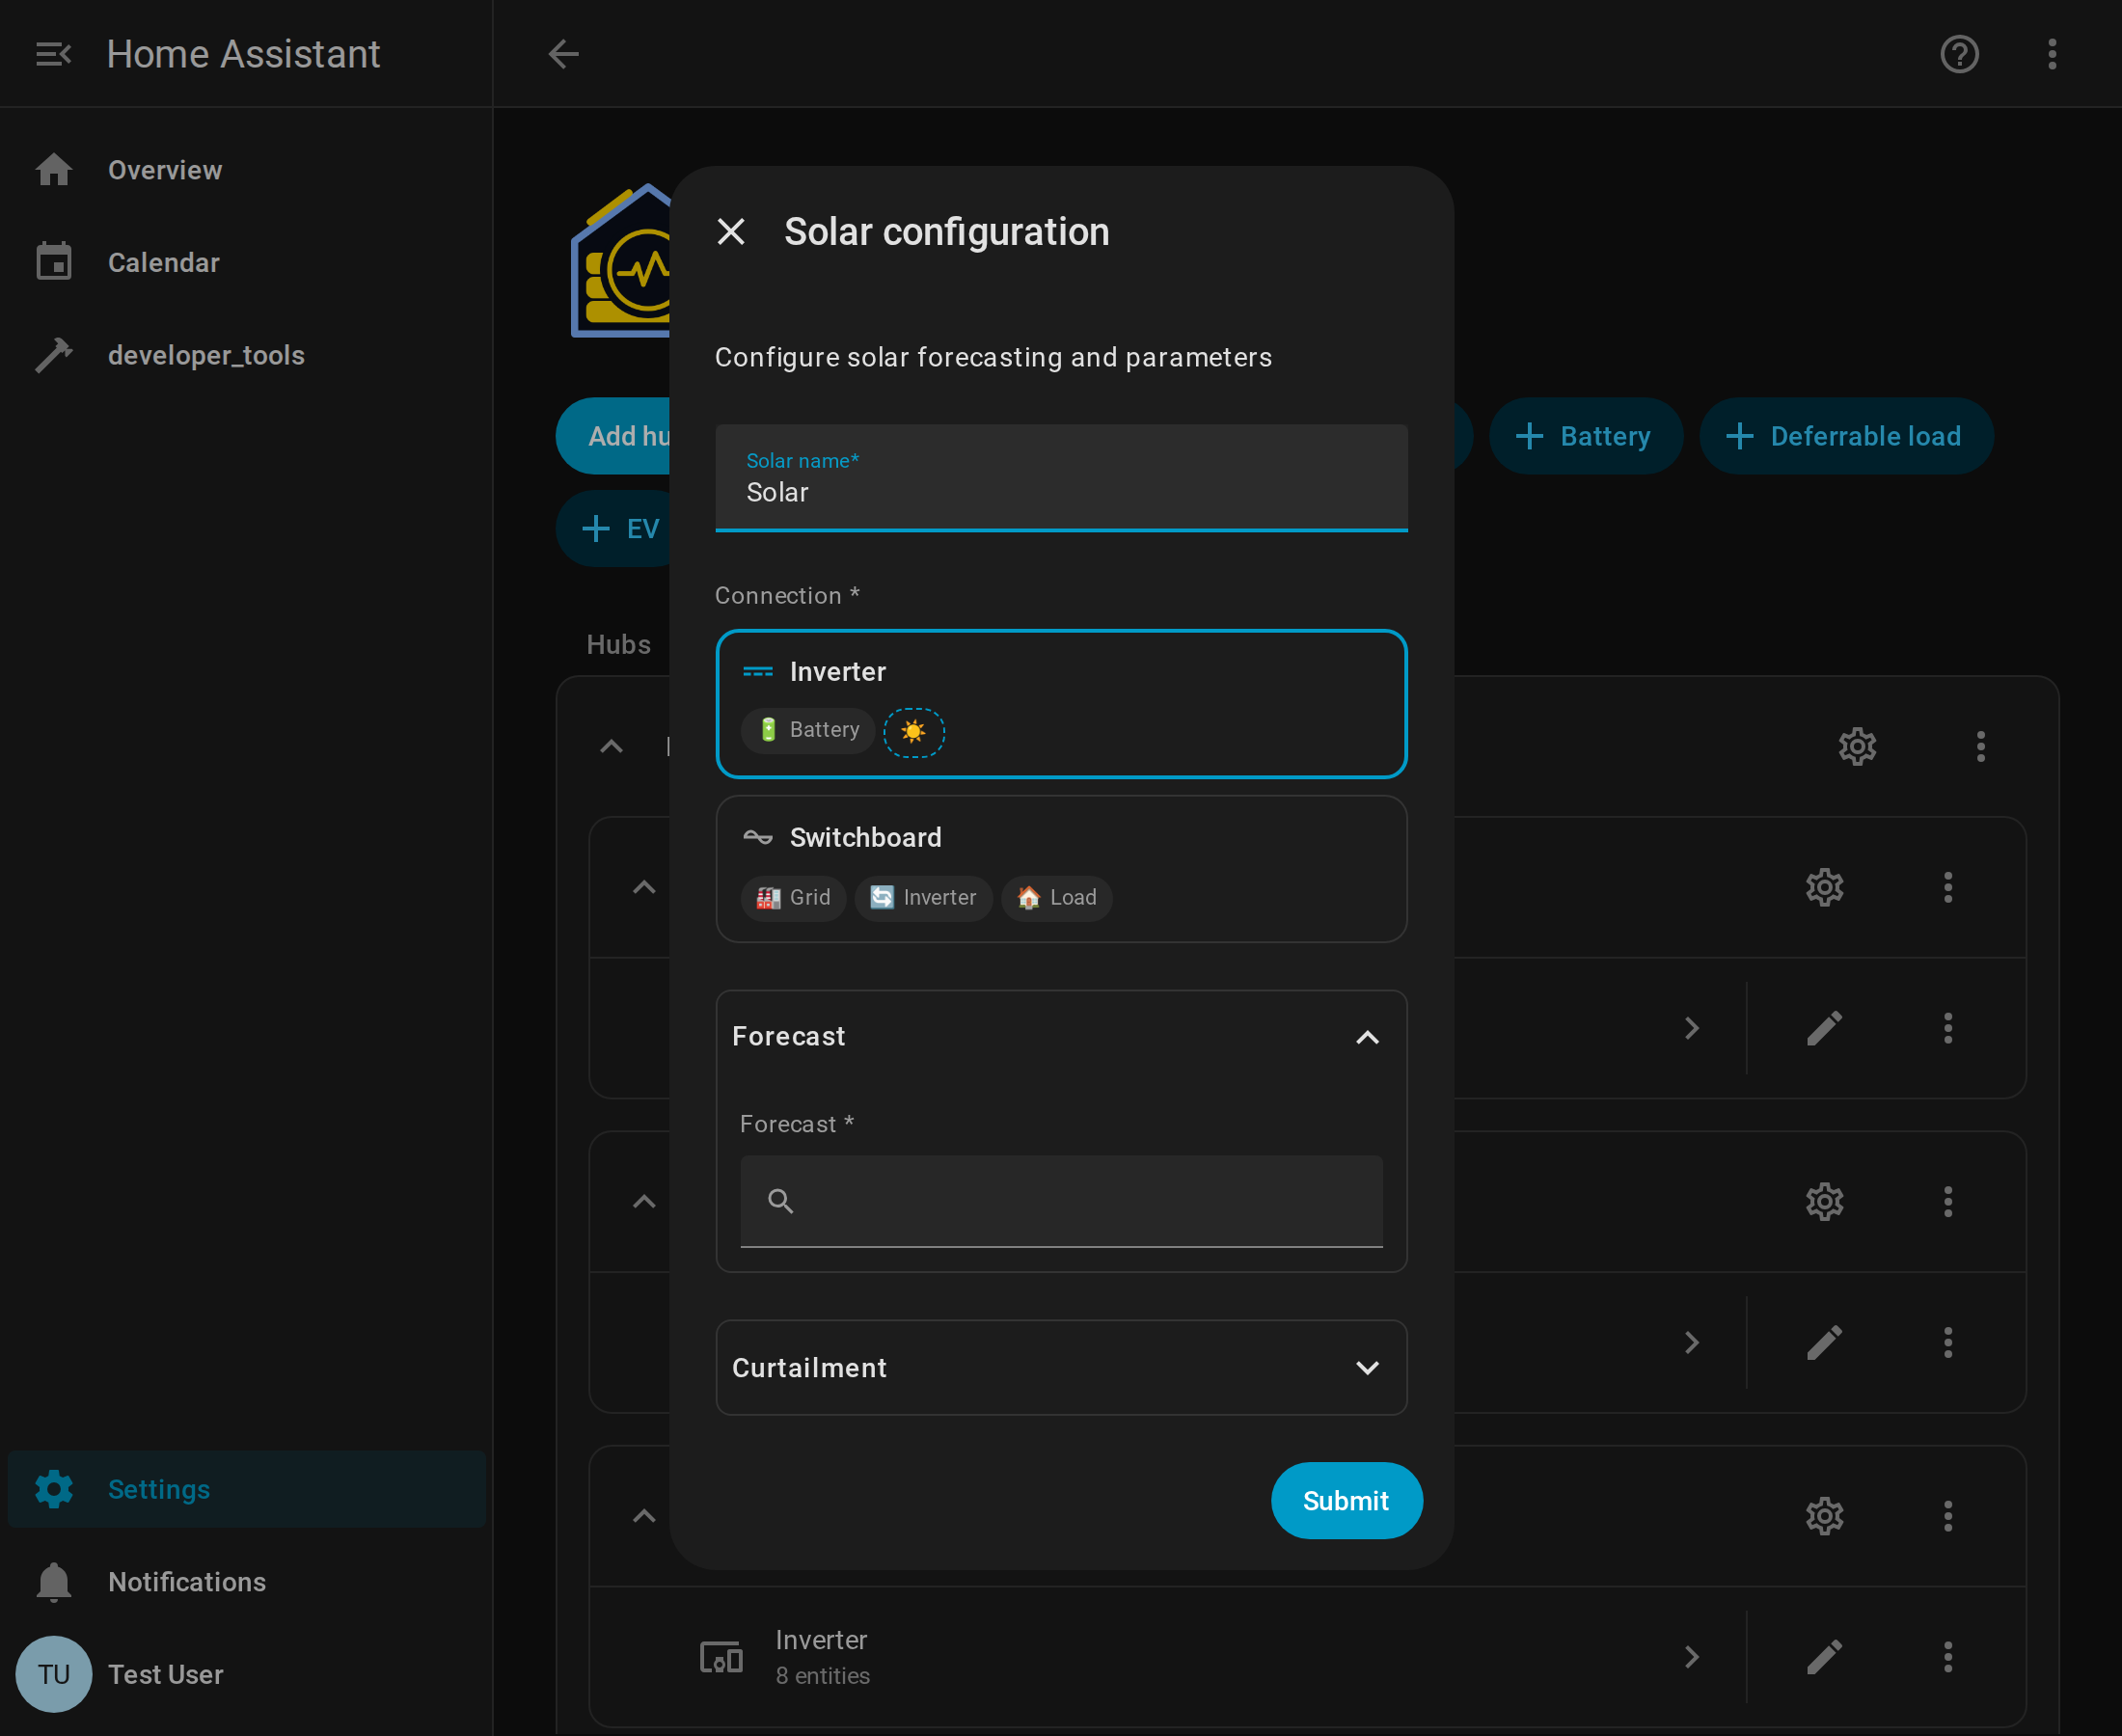 Home Assistant
Overview
Calendar
developer_tools
Settings
Notifications
TU
Test User
Add hu
Battery
Deferrable load
EV
Hubs
Solar configuration
Configure solar forecasting and parameters
Solar name*
Solar
Connection *
Inverter
Battery
Switchboard
Grid
Inverter
Load
Forecast
Forecast *
Curtailment
Submit
Inverter
8 entities